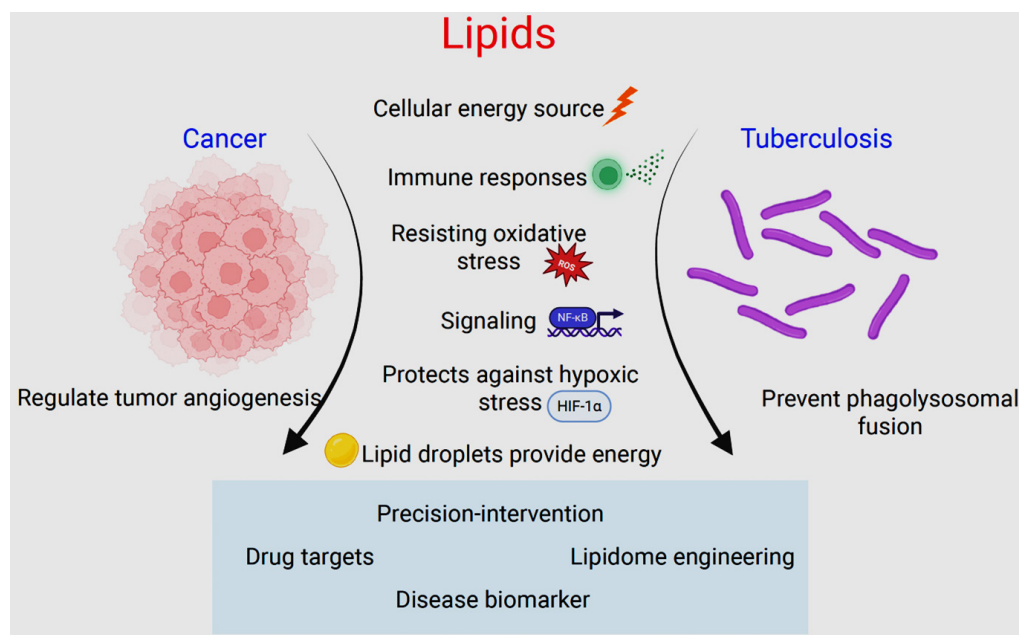 Lipids
Cellular energy source
Cancer
Tuberculosis
Immune responses
Resisting oxidative
stress
ROS
Signaling
NF-κB
Protects against hypoxic
stress
HIF-1α
Regulate tumor angiogenesis
Prevent phagolysosomal
fusion
Lipid droplets provide energy
Precision-intervention
Drug targets
Lipidome engineering
Disease biomarker